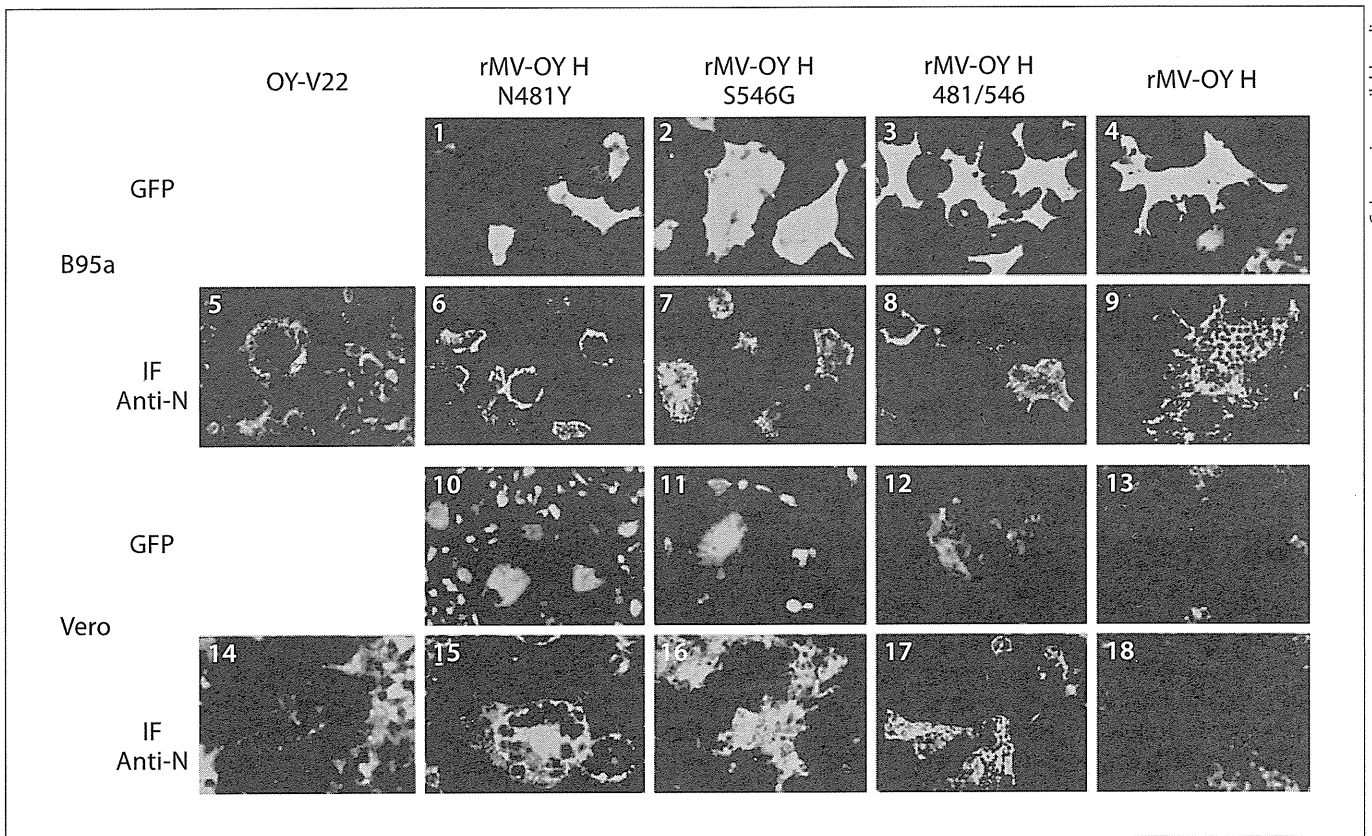 OY-V22
rMV-OY H
N481Y
rMV-OY H
S546G
rMV-OY H
481/546
rMV-OY H
GFP
1
2
3
4
B95a
IF
Anti-N
5
6
7
8
9
GFP
10
11
12
13
Vero
IF
Anti-N
14
15
16
17
18